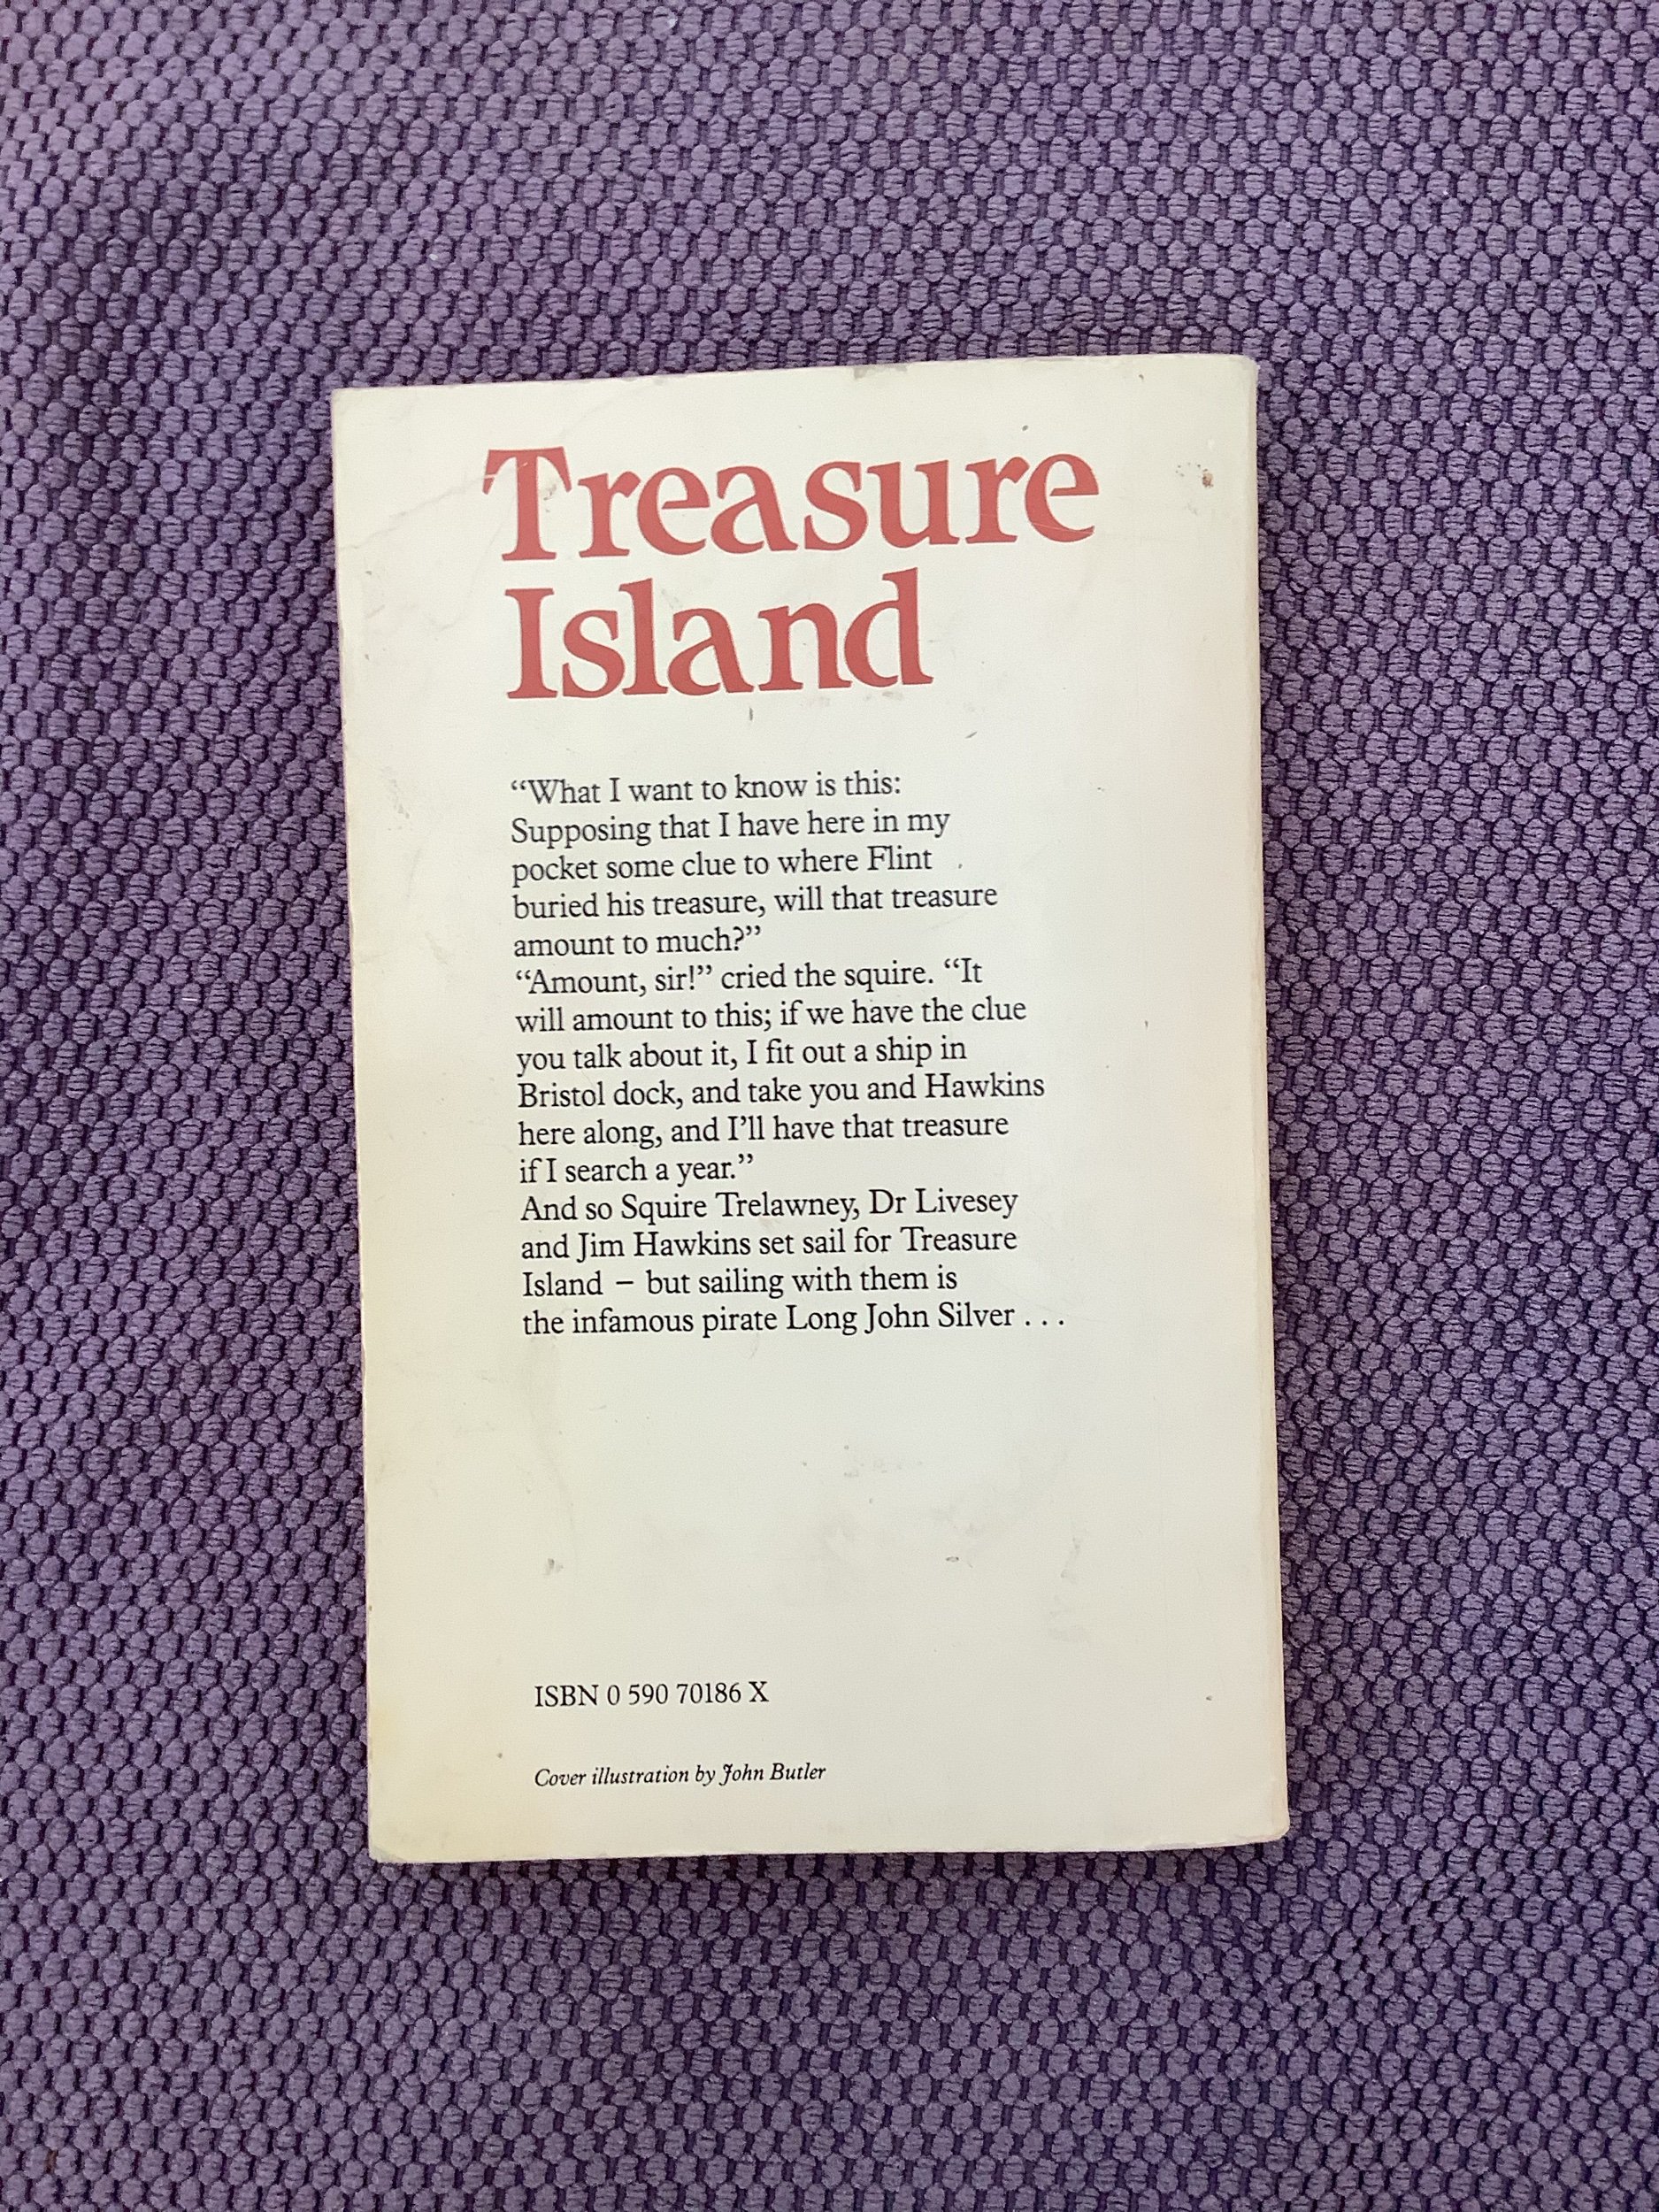 Treasure
Island
“What I want to know is this:
Supposing that I have here in my
pocket some clue to where Flint
buried his treasure, will that treasure
amount to much?”
“Amount, sir!” cried the squire. “It
will amount to this; if we have the clue
you talk about it, I fit out a ship in
Bristol dock, and take you and Hawkins
here along, and I’ll have that treasure
if I search a year.”
And so Squire Trelawney, Dr Livesey
and Jim Hawkins set sail for Treasure
Island – but sailing with them is
the infamous pirate Long John Silver . . .
ISBN 0 590 70186 X
Cover illustration by John Butler